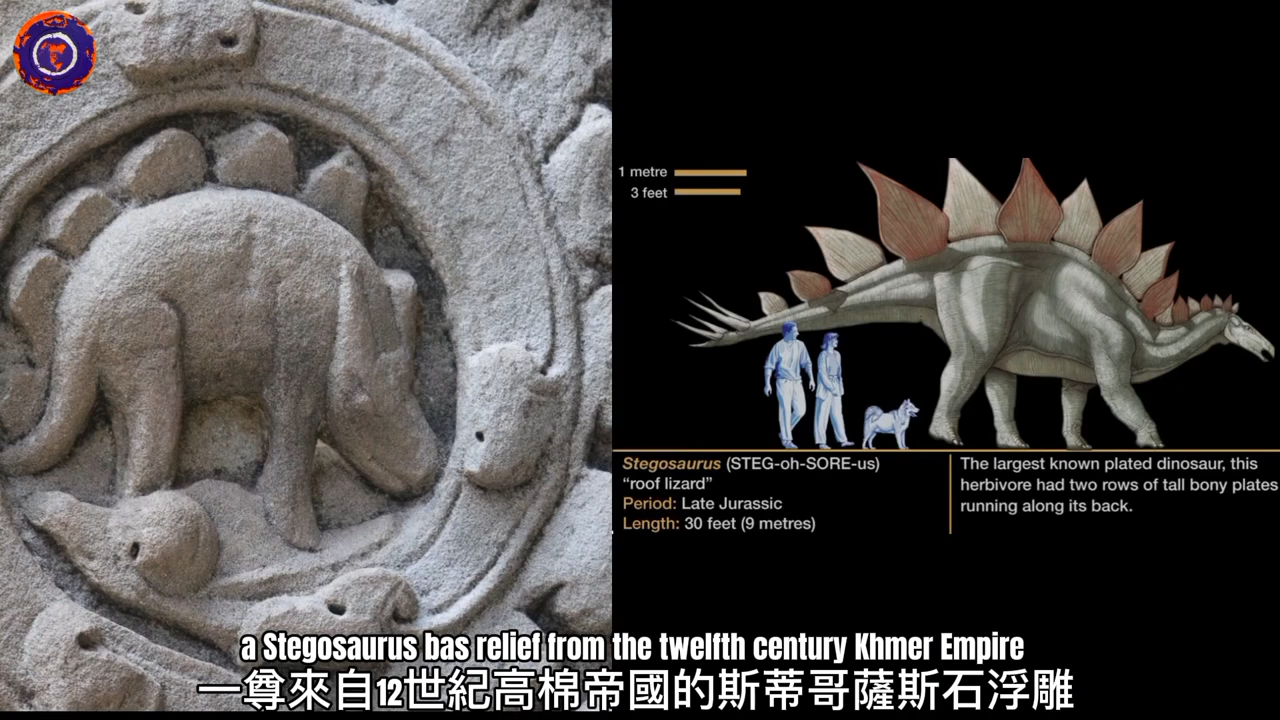 1 metre
3 feet
Stegosaurus (STEG-oh-SORE-us)
“roof lizard”
Period: Late Jurassic
Length: 30 feet (9 metres)
The largest known plated dinosaur, this
herbivore had two rows of tall bony plates
running along its back.
a Stegosaurus bas relief from the twelfth century Khmer Empire
一尊來自12世紀高棉帝國的斯蒂哥薩斯石浮雕